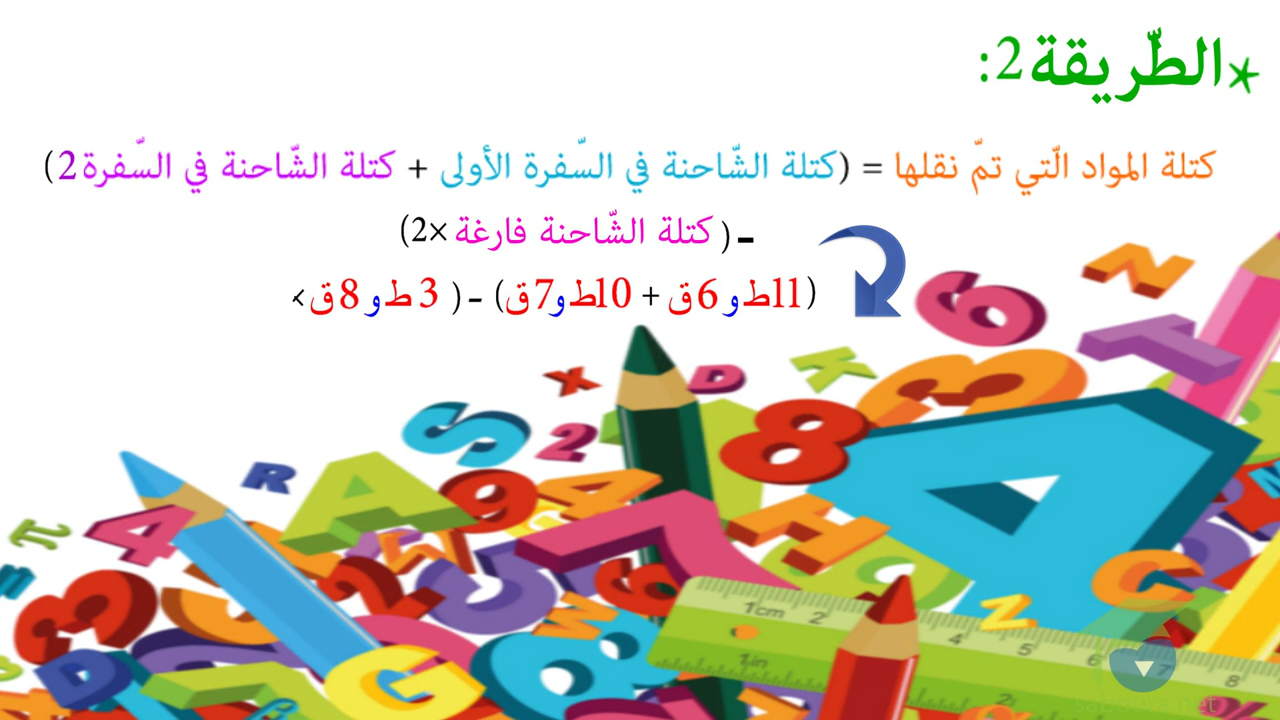 *الطّريقة2:
كتلة المواد الّتي تمّ نقلها = (كتلة الشّاحنة في السّفرة الأولى + كتلة الشّاحنة في السّفرة2)
- ( كتلة الشّاحنة فارغة ×2)
(11ط و 6ق + 10ط و7ق) - ( 3 ط و 8ق